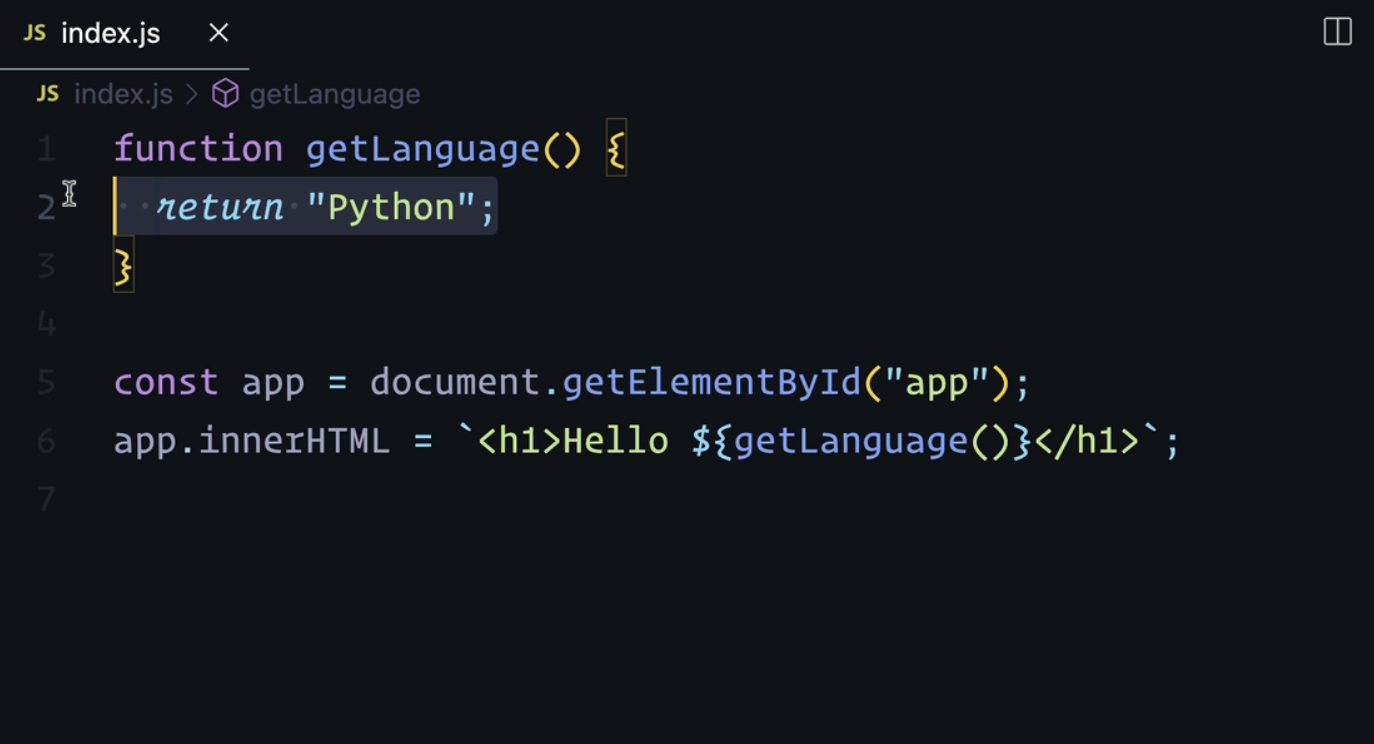 JS index.js
JS index.js > getLanguage
1 function getLanguage() {
2   return "Python";
3 }
4
5 const app = document.getElementById("app");
6 app.innerHTML = `<h1>Hello ${getLanguage()}</h1>`;
7